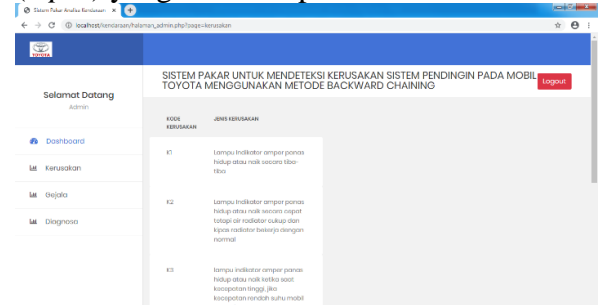 Sistem Pakar Analisa Kerusakan
localhost/kendaraan/halaman_admin.php?page=kerusakan
TOYOTA
SISTEM PAKAR UNTUK MENDETEKSI KERUSAKAN SISTEM PENDINGIN PADA MOBIL
TOYOTA MENGGUNAKAN METODE BACKWARD CHAINING
Logout
Selamat Datang
Admin
Dashboard
Kerusakan
Gejala
Diagnosa
KODE
KERUSAKAN
JENIS KERUSAKAN
K1
Lampu Indikator amper panas
hidup atau naik secara tiba-
tiba
K2
Lampu Indikator amper panas
hidup atau naik secara cepat
tetapi air radiator cukup dan
kipas radiator bekerja dengan
normal
K3
lampu indikator amper panas
hidup atau naik ketika saat
kecepatan tinggi, jika
kecepatan rendah suhu mobil